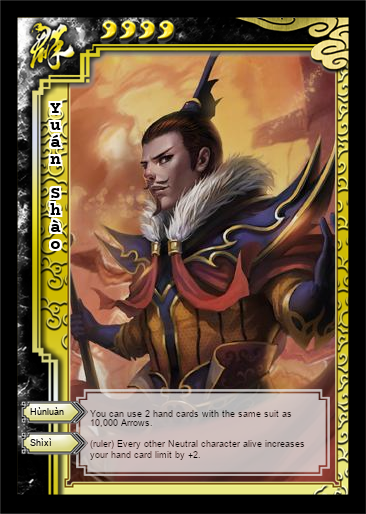 群
Yuán Shào
Hùnluàn
You can use 2 hand cards with the same suit as
10,000 Arrows.
Shìxì
(ruler) Every other Neutral character alive increases
your hand card limit by +2.